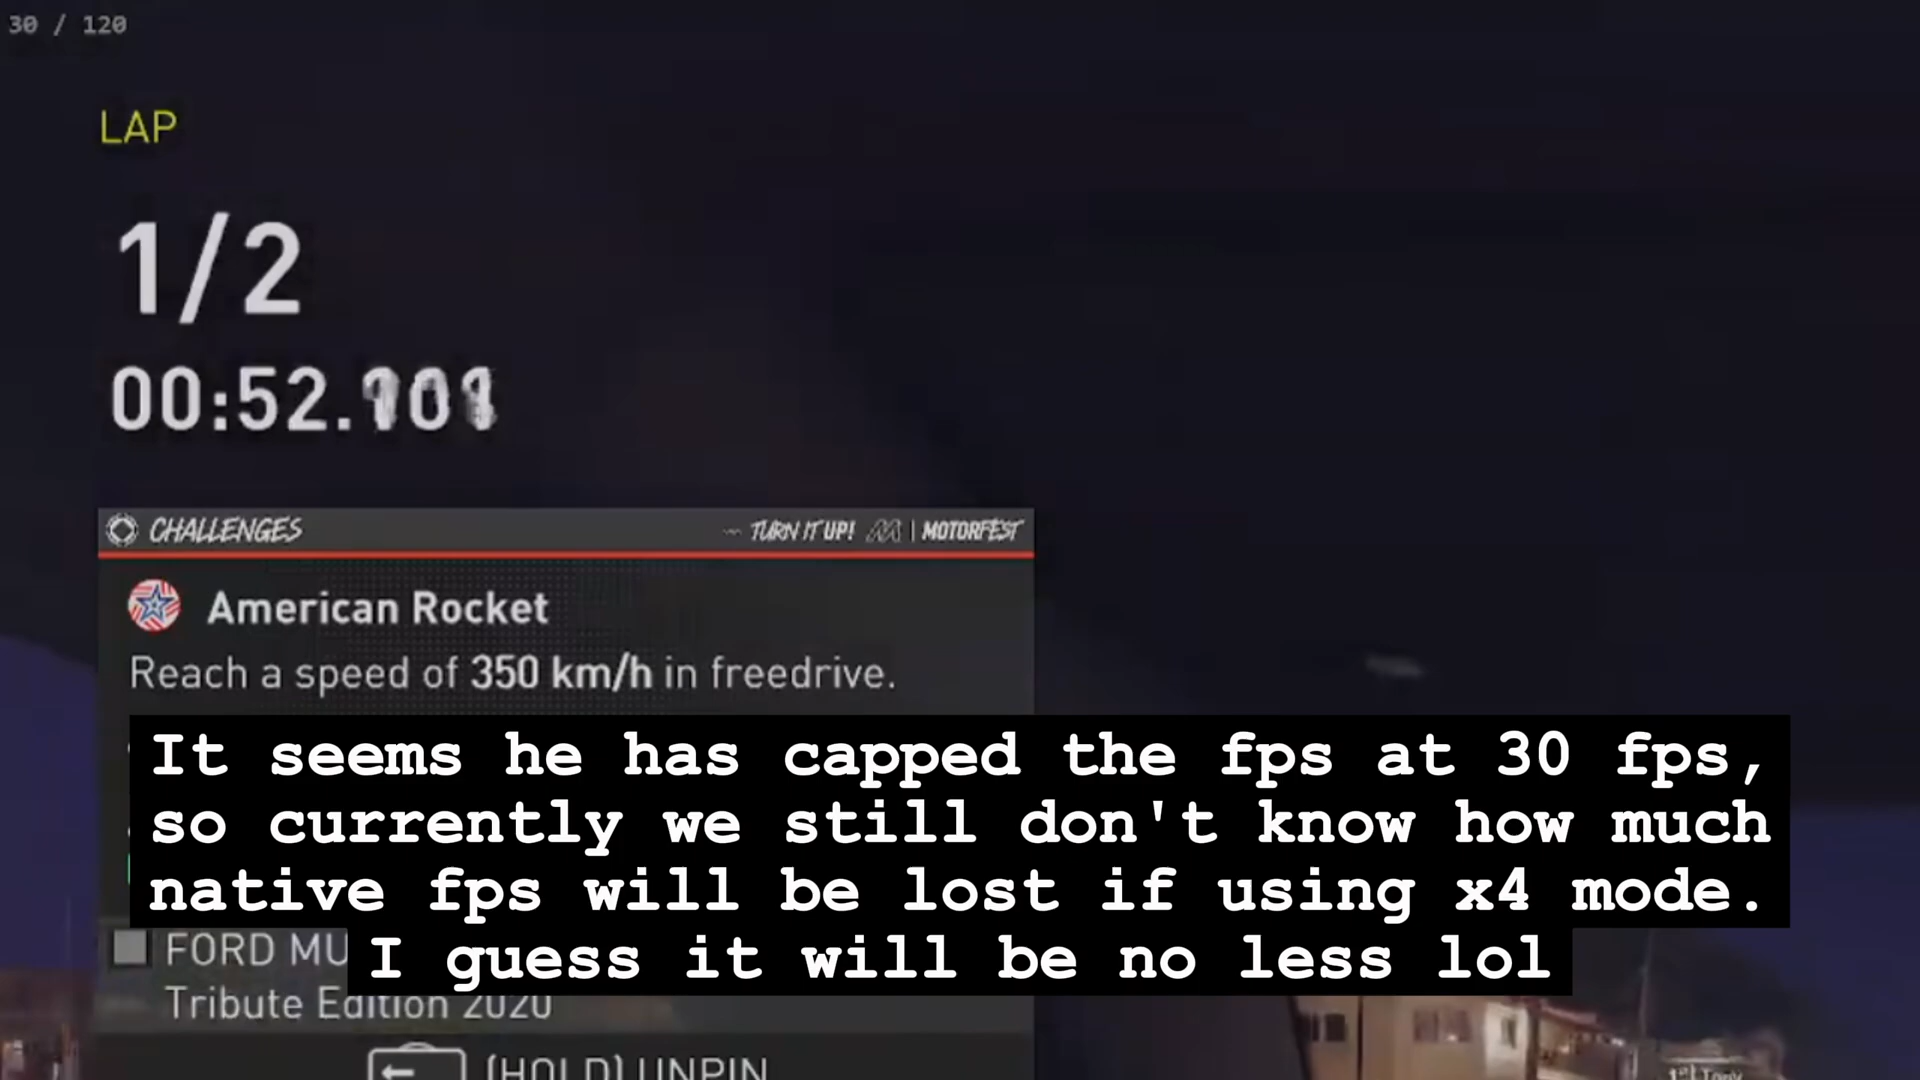 30 / 120
LAP
1/2
00:52.
CHALLENGES
TURN IT UP! | MOTORFEST
American Rocket
Reach a speed of 350 km/h in freedrive.
It seems he has capped the fps at 30 fps,
so currently we still don't know how much
native fps will be lost if using x4 mode.
I guess it will be no less lol
FORD MU
Tribute Edition 2020
(HOLD) UNPIN